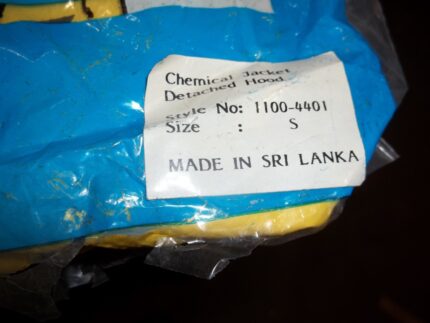 Chemical Jacket
Detached Hood
Style No: 1100-4401
Size : S
MADE IN SRI LANKA